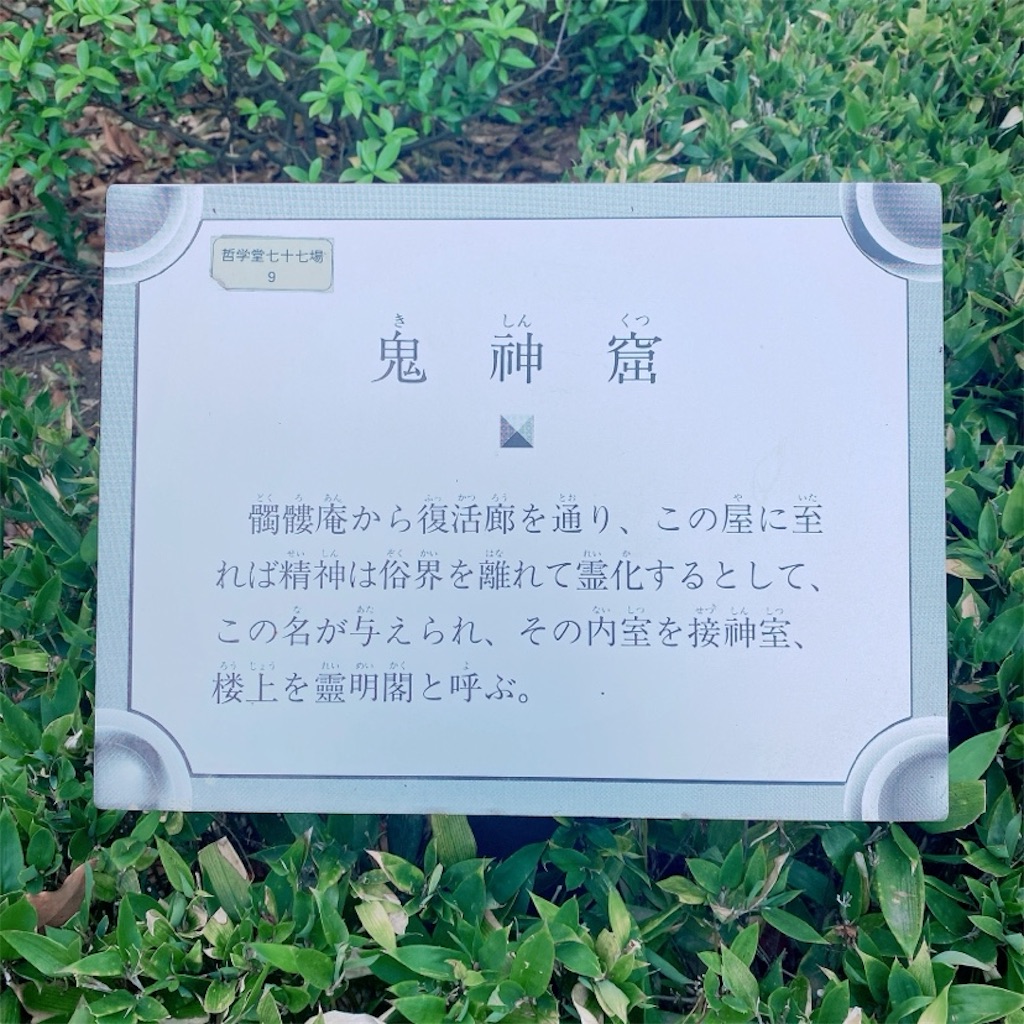 哲学堂七十七場
9
鬼神窟
髑髏庵から復活廊を通り、この屋に至
れば精神は俗界を離れて霊化するとして、
この名が与えられ、その内室を接神室、
楼上を靈明閣と呼ぶ。